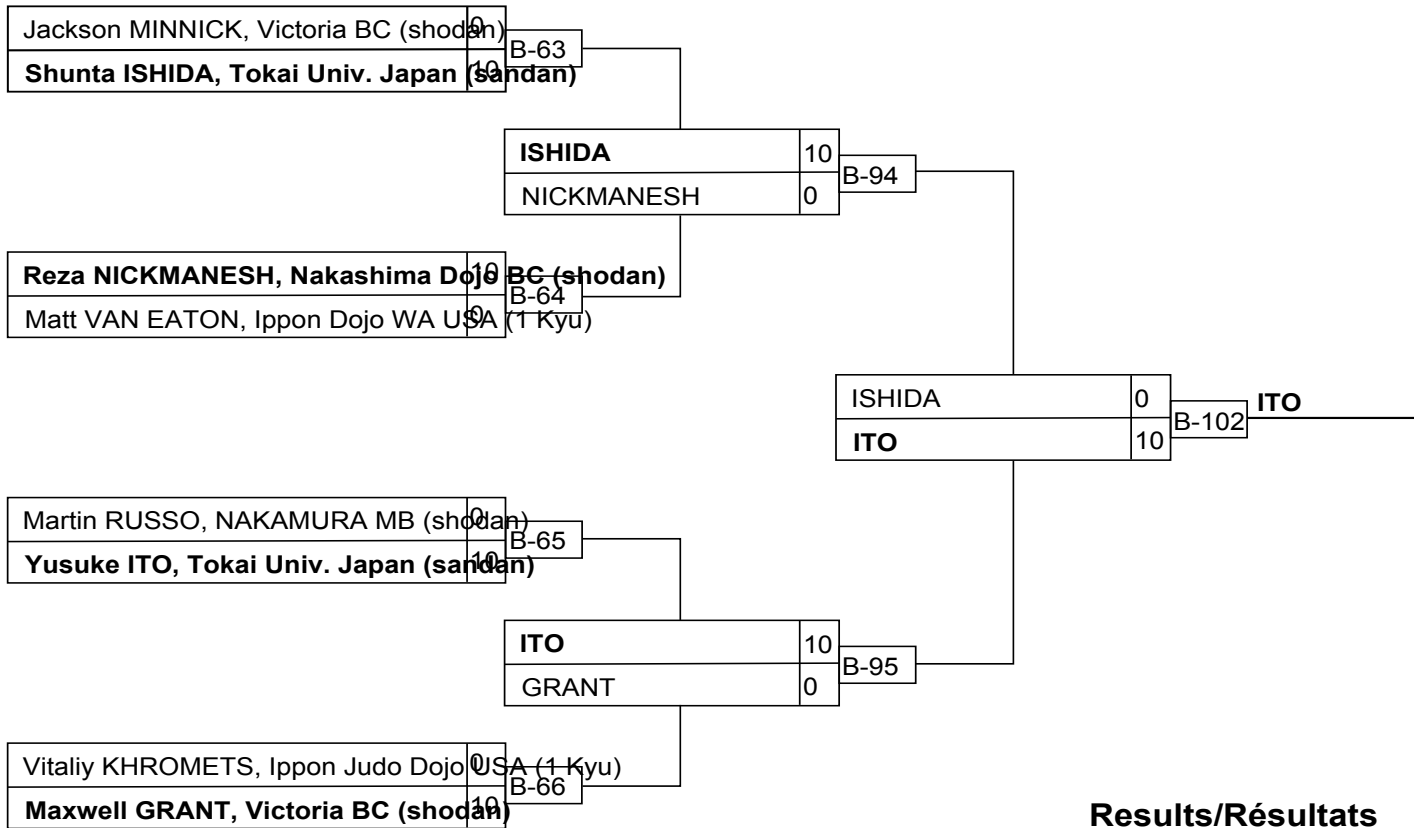 Jackson MINNICK, Victoria BC (shodan) 0
B-63
Shunta ISHIDA, Tokai Univ. Japan (sandan) 10
ISHIDA 10
B-94
NICKMANESH 0
Reza NICKMANESH, Nakashima Dojo BC (shodan) 10
B-64
Matt VAN EATON, Ippon Dojo WA USA (1 Kyu) 0
ISHIDA 0
B-102 ITO
ITO 10
Martin RUSSO, NAKAMURA MB (shodan) 0
B-65
Yusuke ITO, Tokai Univ. Japan (sandan) 10
ITO 10
B-95
GRANT 0
Vitaliy KHROMETS, Ippon Judo Dojo USA (1 Kyu) 0
B-66
Maxwell GRANT, Victoria BC (shodan) 10
Results/Résultats